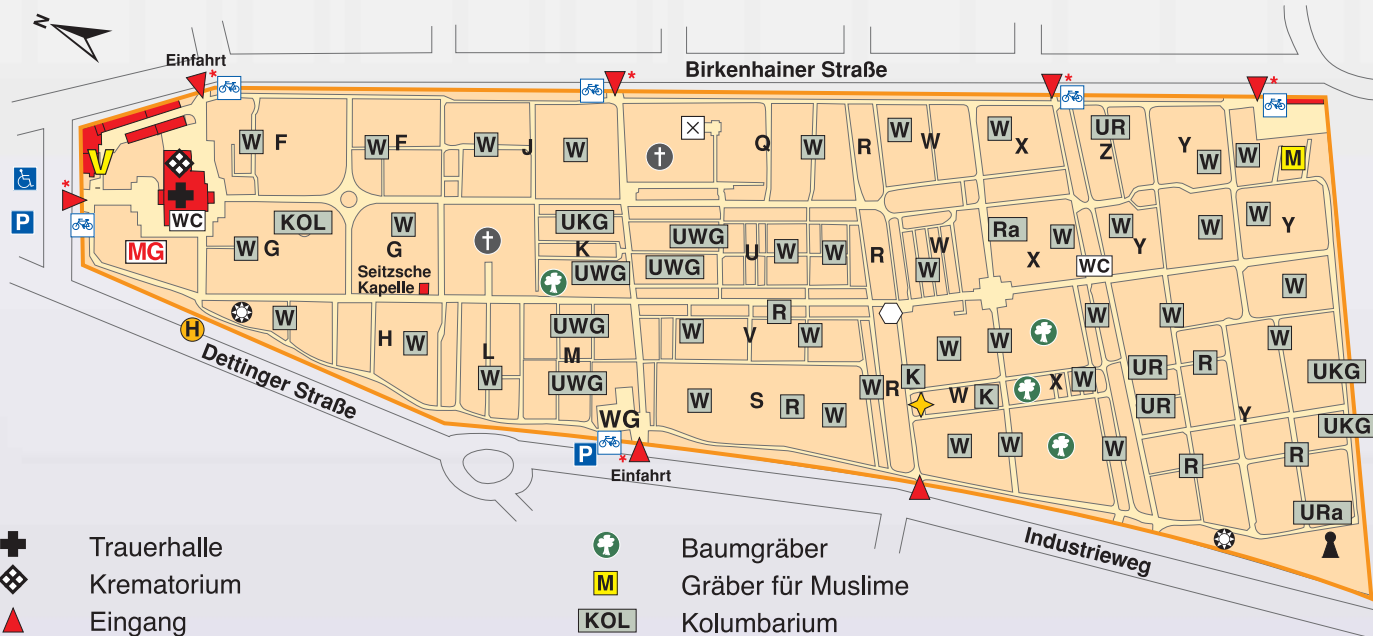 N
Einfahrt
*
*
Birkenhainer Straße
*
*
W
F
W
F
W
J
W
Q
W
R
W
W
W
X
UR
Z
Y
W
W
M
V
*
P
WC
MG
W
G
KOL
W
G
Seitzsche
Kapelle
UKG
K
UWG
UWG
UWG
U
W
W
R
W
W
Ra
X
W
WC
W
Y
W
W
Y
W
H
Dettinger Straße
W
H
W
L
W
UWG
M
UWG
W
V
R
W
W
W
W
W
R
UR
W
UKG
W
S
R
W
W
R
K
W
K
X
W
UR
Y
UKG
WG
P
*
Einfahrt
W
W
W
R
R
URa
Industrieweg
Trauerhalle
Krematorium
Eingang
Baumgräber
M
Gräber für Muslime
KOL
Kolumbarium